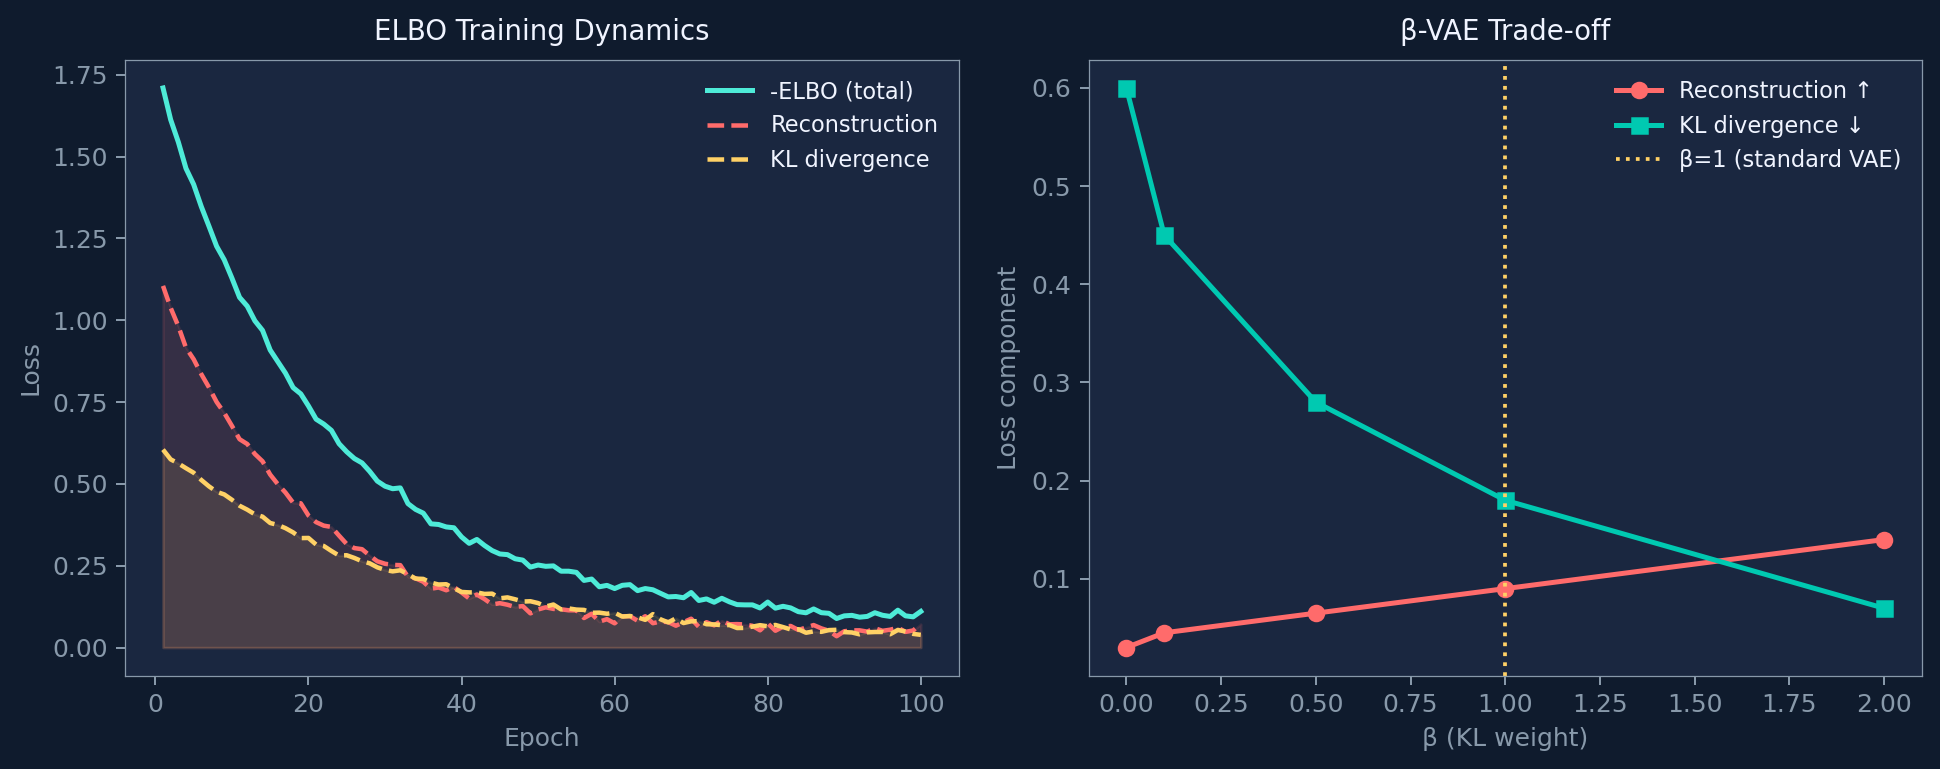 ELBO Training Dynamics
1.75
1.50
1.25
1.00
0.75
0.50
0.25
0.00
Loss
0
20
40
60
80
100
Epoch
-ELBO (total)
Reconstruction
KL divergence
β-VAE Trade-off
0.6
0.5
0.4
0.3
0.2
0.1
Loss component
0.00
0.25
0.50
0.75
1.00
1.25
1.50
1.75
2.00
β (KL weight)
Reconstruction ↑
KL divergence ↓
β=1 (standard VAE)